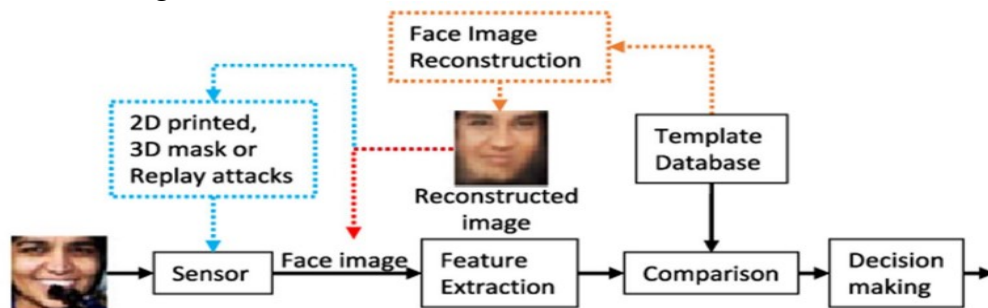 Face Image
Reconstruction
2D printed,
3D mask or
Replay attacks
Template
Database
Reconstructed
image
Sensor
Face image
Feature
Extraction
Comparison
Decision
making